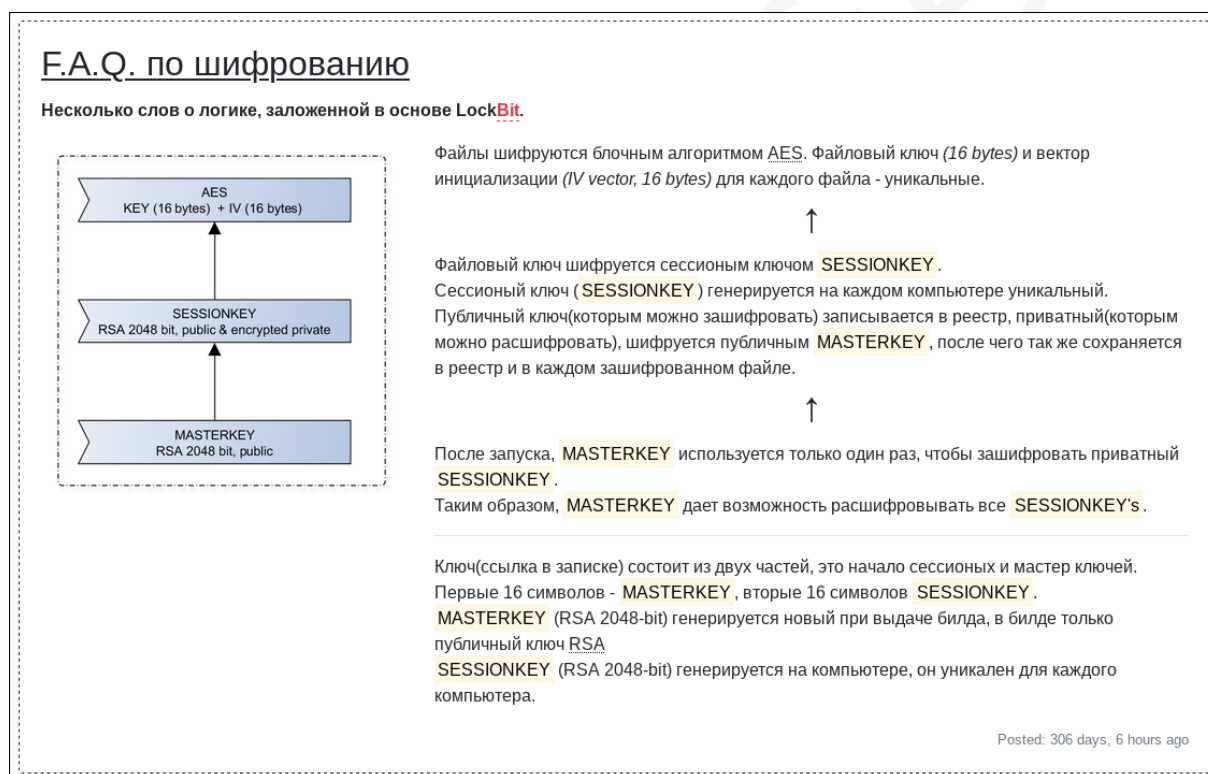 F.A.Q. по шифрованию
Несколько слов о логике, заложенной в основе LockBit.
AES
KEY (16 bytes) + IV (16 bytes)
SESSIONKEY
RSA 2048 bit, public & encrypted private
MASTERKEY
RSA 2048 bit, public
Файлы шифруются блочным алгоритмом AES. Файловый ключ (16 bytes) и вектор
инициализации (IV vector, 16 bytes) для каждого файла - уникальные.
↑
Файловый ключ шифруется сессионым ключом SESSIONKEY.
Сессионый ключ (SESSIONKEY) генерируется на каждом компьютере уникальный.
Публичный ключ(которым можно зашифровать) записывается в реестр, приватный(которым
можно расшифровать), шифруется публичным MASTERKEY, после чего так же сохраняется
в реестр и в каждом зашифрованном файле.
↑
После запуска, MASTERKEY используется только один раз, чтобы зашифровать приватный
SESSIONKEY.
Таким образом, MASTERKEY дает возможность расшифровывать все SESSIONKEY's.
Ключ(ссылка в записке) состоит из двух частей, это начало сессионых и мастер ключей.
Первые 16 символов - MASTERKEY, вторые 16 символов SESSIONKEY.
MASTERKEY (RSA 2048-bit) генерируется новый при выдаче билда, в билде только
публичный ключ RSA
SESSIONKEY (RSA 2048-bit) генерируется на компьютере, он уникален для каждого
компьютера.
Posted: 306 days, 6 hours ago